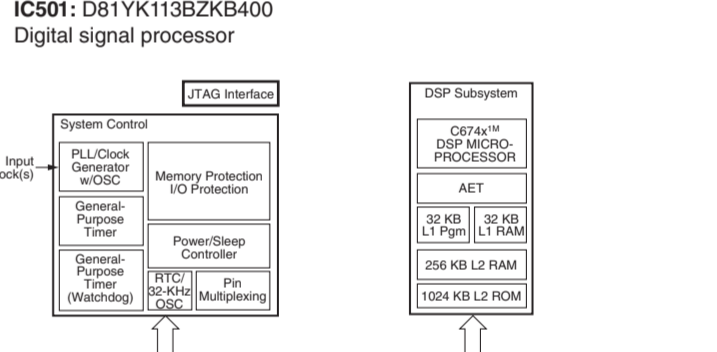 IC501: D81YK113BZKB400
Digital signal processor
JTAG Interface
System Control
Input
ock(s)
PLL/Clock
Generator
w/OSC
General-
Purpose
Timer
General-
Purpose
Timer
(Watchdog)
Memory Protection
I/O Protection
Power/Sleep
Controller
RTC/
32-KHz
OSC
Pin
Multiplexing
DSP Subsystem
C674x™
DSP MICRO-
PROCESSOR
AET
32 KB
L1 Pgm
32 KB
L1 RAM
256 KB L2 RAM
1024 KB L2 ROM